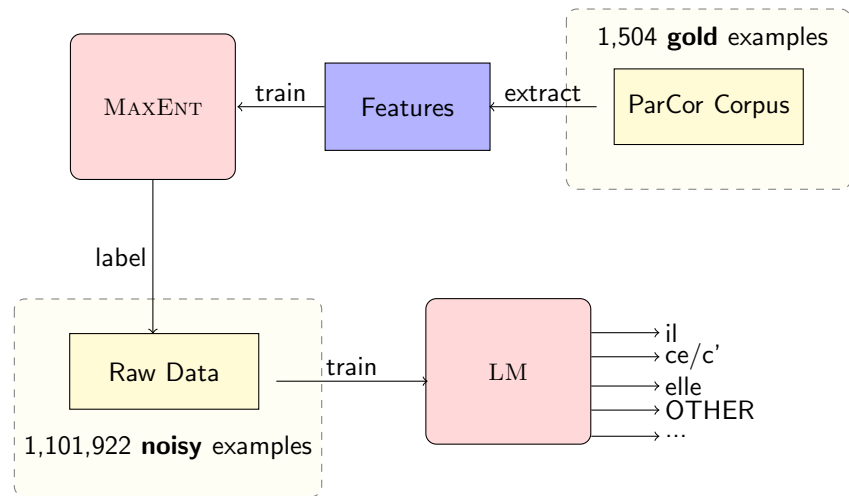 1,504 gold examples
MAXENT
train
Features
extract
ParCor Corpus
label
Raw Data
1,101,922 noisy examples
train
LM
il
ce/c'
elle
OTHER
...